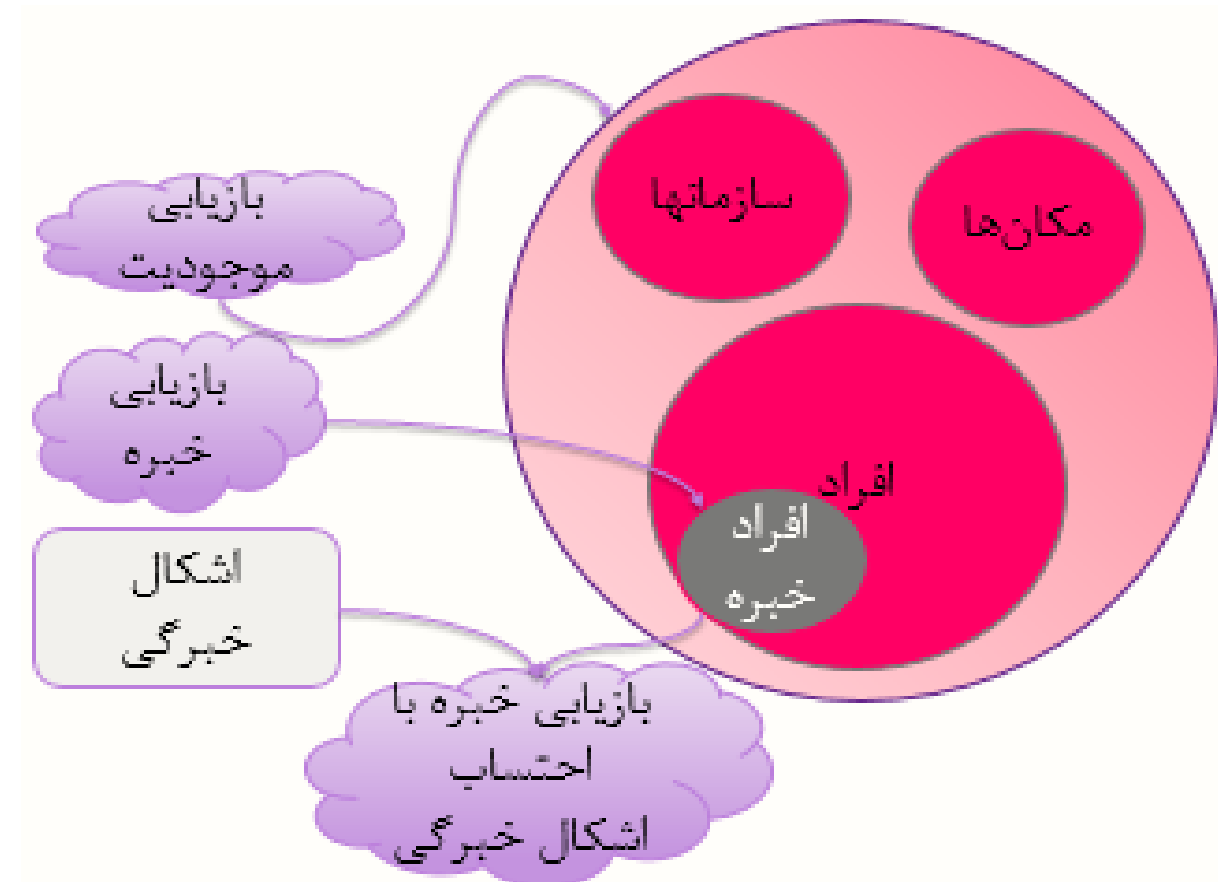 بازیابی
موجودیت
سازمانها
مکان‌ها
بازیابی
خبره
افراد
افراد
خبره
اشکال
خبرگی
بازیابی خبره با
احتساب
اشکال خبرگی